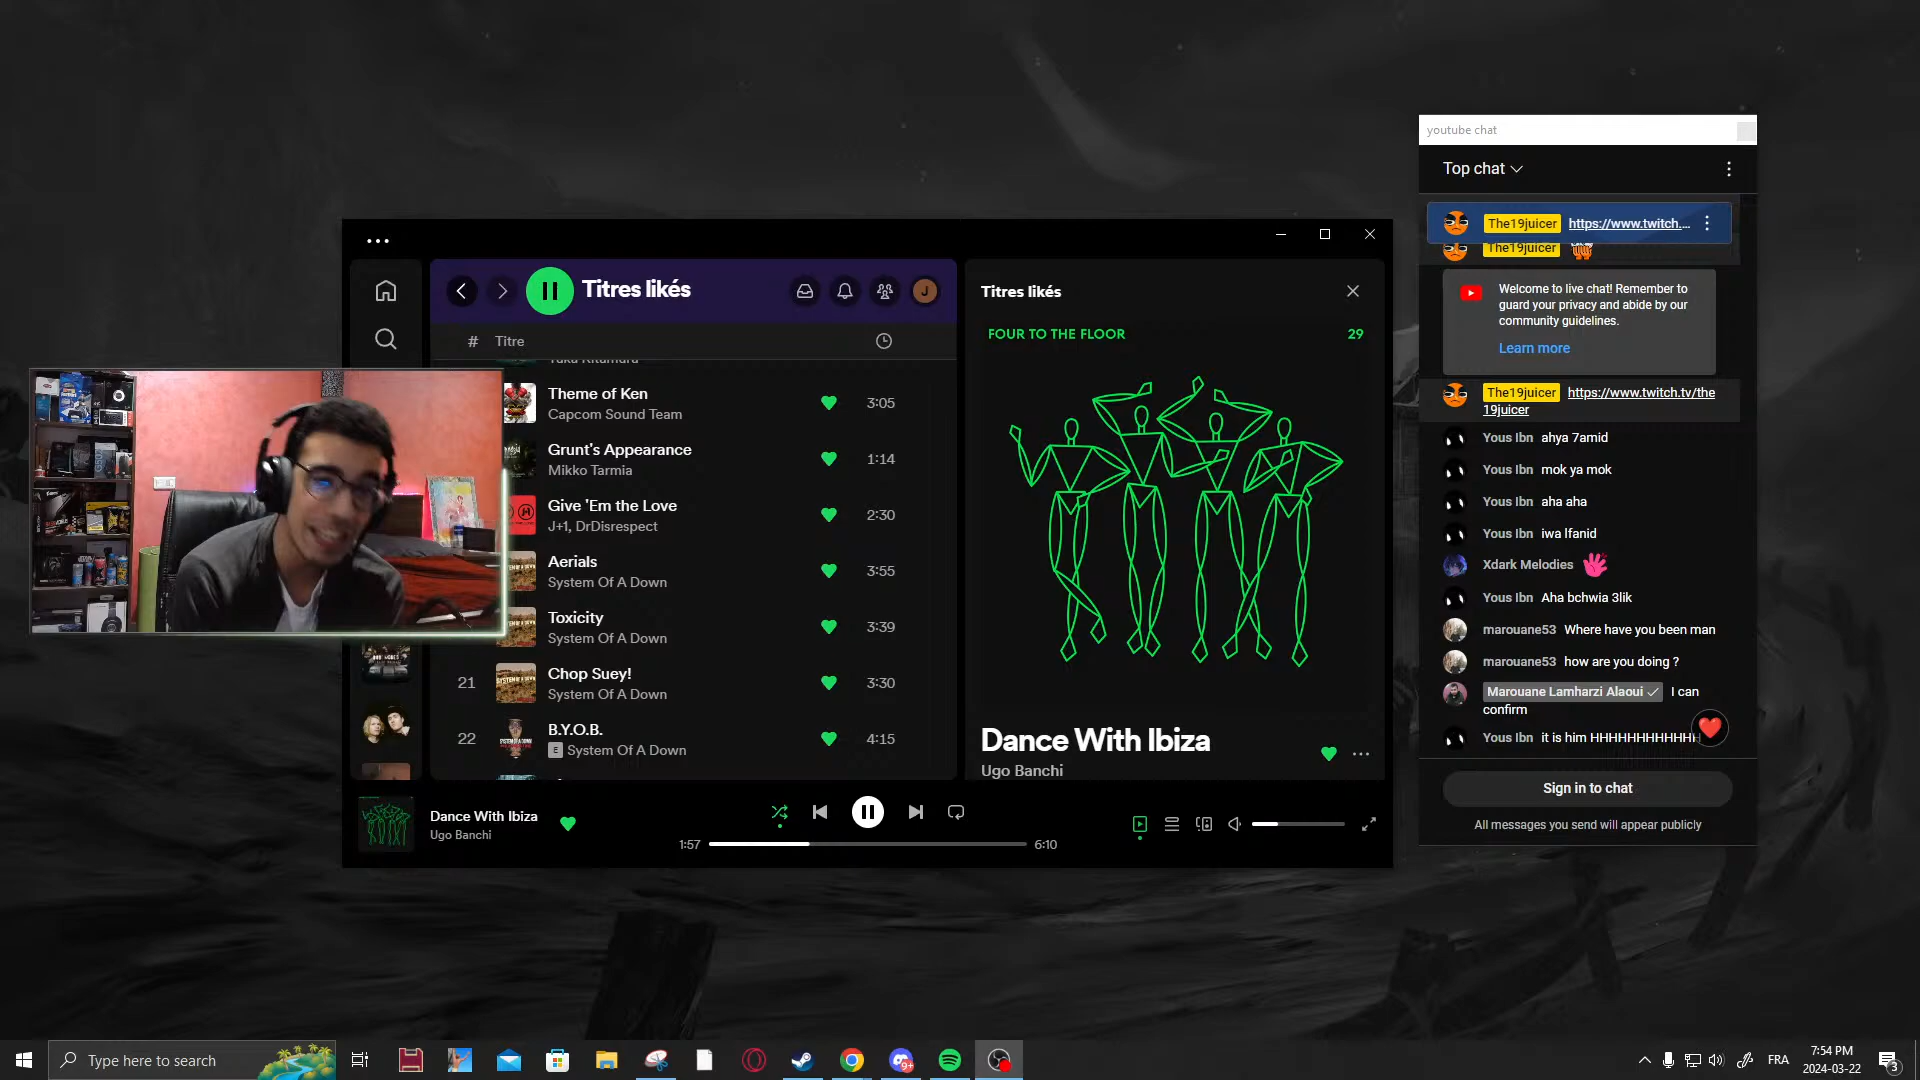 youtube chat
Top chat
The19juicer https://www.twitch....
The19juicer
Welcome to live chat! Remember to
guard your privacy and abide by our
community guidelines.
Learn more
The19juicer https://www.twitch.tv/the
19juicer
Yous Ibn ahya 7amid
Yous Ibn mok ya mok
Yous Ibn aha aha
Yous Ibn iwa lfanid
Xdark Melodies
Yous Ibn Aha bchwia 3lik
marouane53 Where have you been man
marouane53 how are you doing ?
Marouane Lamharzi Alaoui I can
confirm
Yous Ibn it is him HHHHHHHHHHHH
Sign in to chat
All messages you send will appear publicly
Titres likés
J
# Titre
Theme of Ken
Capcom Sound Team
3:05
Grunt's Appearance
Mikko Tarmia
1:14
Give 'Em the Love
J+1, DrDisrespect
2:30
Aerials
System Of A Down
3:55
Toxicity
System Of A Down
3:39
21
Chop Suey!
System Of A Down
3:30
22
B.Y.O.B.
E System Of A Down
4:15
Titres likés
FOUR TO THE FLOOR 29
Dance With Ibiza
Ugo Banchi
Dance With Ibiza
Ugo Banchi
1:57
6:10
Type here to search
9+
FRA
7:54 PM
2024-03-22
3